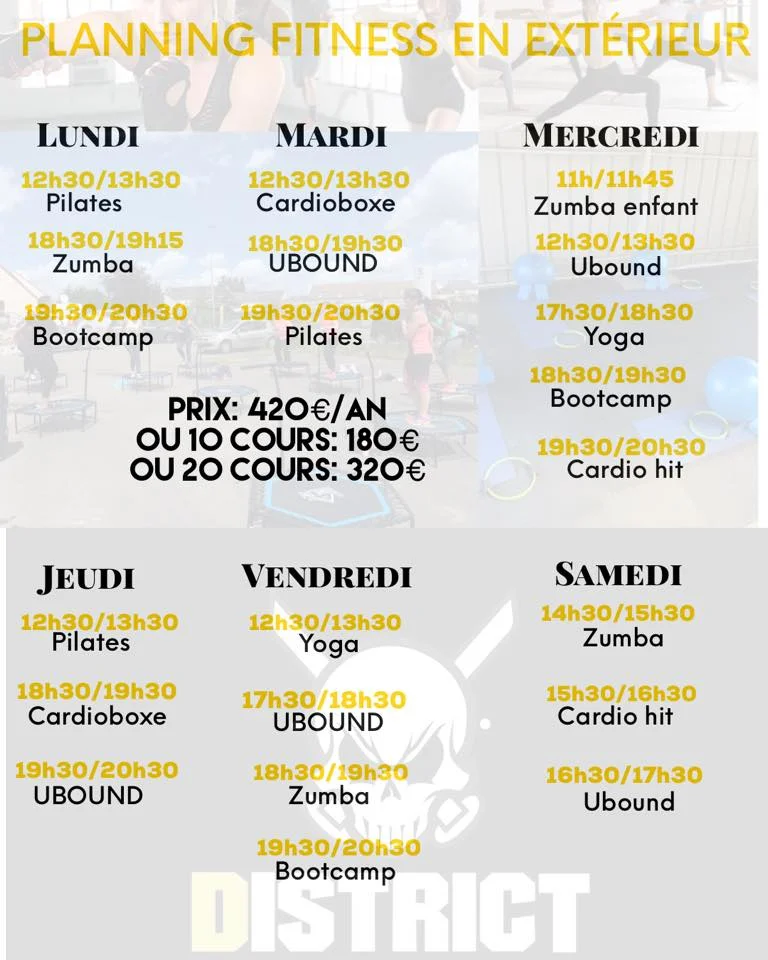 PLANNING FITNESS EN EXTÉRIEUR
LUNDI
12h30/13h30
Pilates
18h30/19h15
Zumba
19h30/20h30
Bootcamp
MARDI
12h30/13h30
Cardioboxe
18h30/19h30
UBOUND
19h30/20h30
Pilates
MERCREDI
11h/11h45
Zumba enfant
12h30/13h30
Ubound
17h30/18h30
Yoga
18h30/19h30
Bootcamp
19h30/20h30
Cardio hit
PRIX: 420€/AN
OU 10 COURS: 180€
OU 20 COURS: 320€
JEUDI
12h30/13h30
Pilates
18h30/19h30
Cardioboxe
19h30/20h30
UBOUND
VENDREDI
12h30/13h30
Yoga
17h30/18h30
UBOUND
18h30/19h30
Zumba
19h30/20h30
Bootcamp
SAMEDI
14h30/15h30
Zumba
15h30/16h30
Cardio hit
16h30/17h30
Ubound
DISTRICT